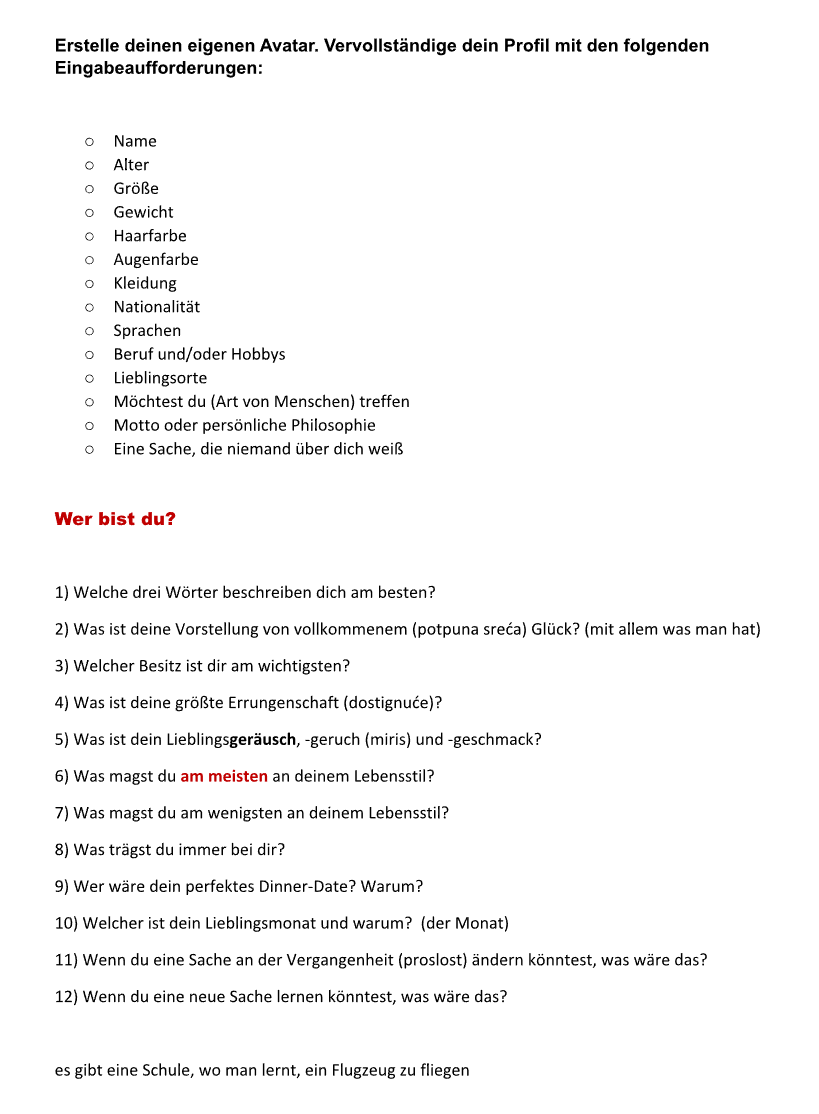 Erstelle deinen eigenen Avatar. Vervollständige dein Profil mit den folgenden
Eingabeaufforderungen:
○ Name
○ Alter
○ Größe
○ Gewicht
○ Haarfarbe
○ Augenfarbe
○ Kleidung
○ Nationalität
○ Sprachen
○ Beruf und/oder Hobbys
○ Lieblingsorte
○ Möchtest du (Art von Menschen) treffen
○ Motto oder persönliche Philosophie
○ Eine Sache, die niemand über dich weiß
Wer bist du?
1) Welche drei Wörter beschreiben dich am besten?
2) Was ist deine Vorstellung von vollkommenem (potpuna sreća) Glück? (mit allem was man hat)
3) Welcher Besitz ist dir am wichtigsten?
4) Was ist deine größte Errungenschaft (dostignuće)?
5) Was ist dein Lieblingsgeräusch, -geruch (miris) und -geschmack?
6) Was magst du am meisten an deinem Lebensstil?
7) Was magst du am wenigsten an deinem Lebensstil?
8) Was trägst du immer bei dir?
9) Wer wäre dein perfektes Dinner-Date? Warum?
10) Welcher ist dein Lieblingsmonat und warum?  (der Monat)
11) Wenn du eine Sache an der Vergangenheit (proslost) ändern könntest, was wäre das?
12) Wenn du eine neue Sache lernen könntest, was wäre das?
es gibt eine Schule, wo man lernt, ein Flugzeug zu fliegen